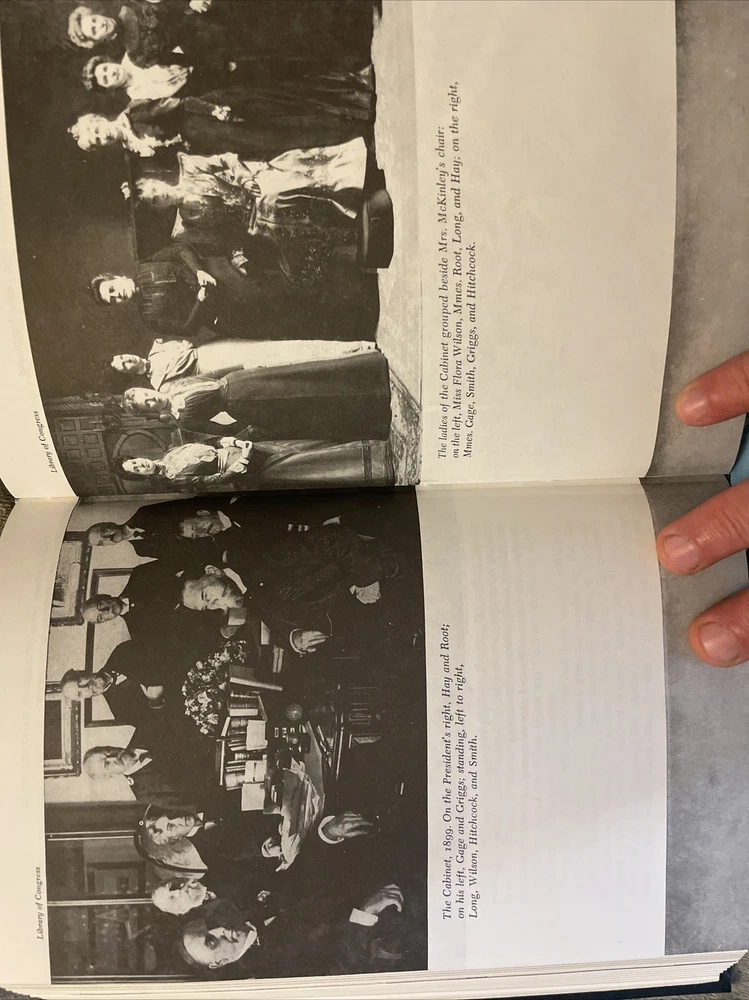 Library of Congress
The Cabinet, 1899. On the President's right, Hay and Root;
on his left, Gage and Griggs; standing, left to right,
Long, Wilson, Hitchcock, and Smith.
Library of Congress
The ladies of the Cabinet grouped beside Mrs. McKinley's chair:
on the left, Miss Flora Wilson, Mmes. Root, Long, and Hay; on the right,
Mmes. Gage, Smith, Griggs, and Hitchcock.